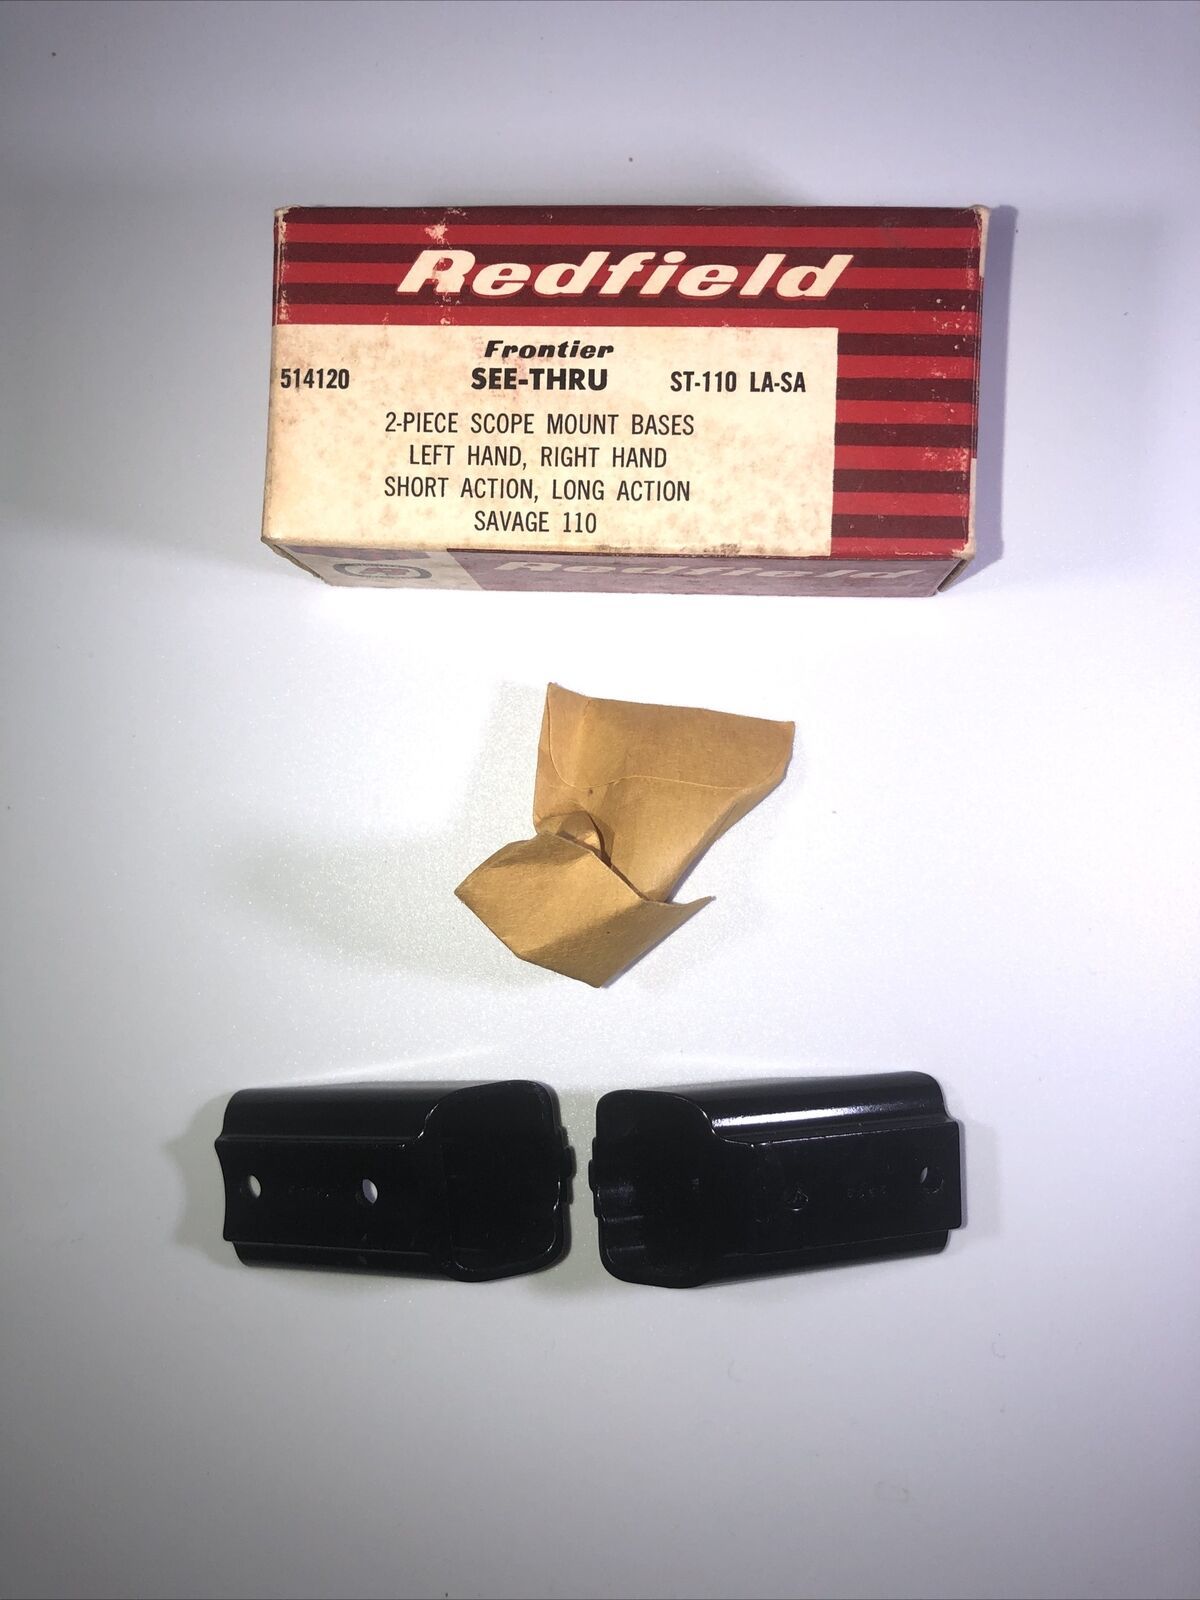 Redfield
Frontier
514120 SEE-THRU ST-110 LA-SA
2-PIECE SCOPE MOUNT BASES
LEFT HAND, RIGHT HAND
SHORT ACTION, LONG ACTION
SAVAGE 110
Redfield